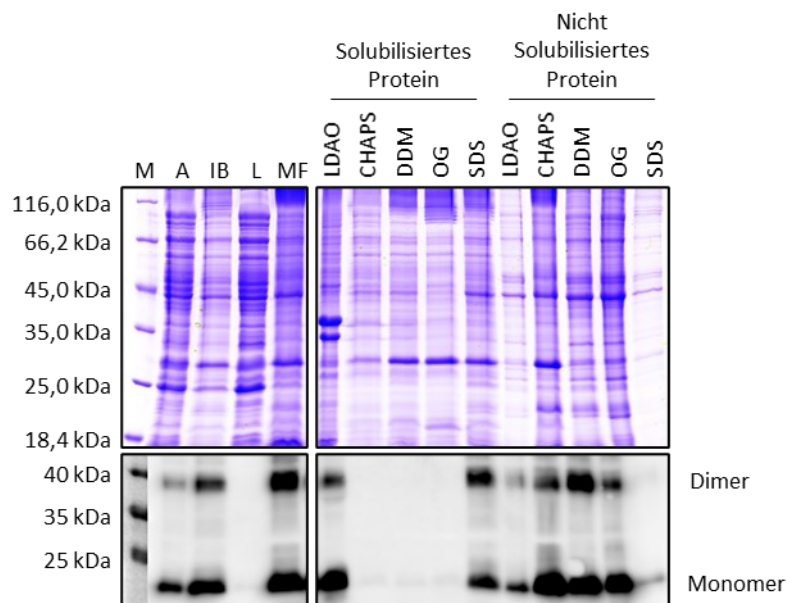 Solubilisiertes
Protein
Nicht
Solubilisiertes
Protein
M A IB L MF LDAO CHAPS DDM OG SDS LDAO CHAPS DDM OG SDS
116,0 kDa
66,2 kDa
45,0 kDa
35,0 kDa
25,0 kDa
18,4 kDa
40 kDa
Dimer
35 kDa
25 kDa
Monomer